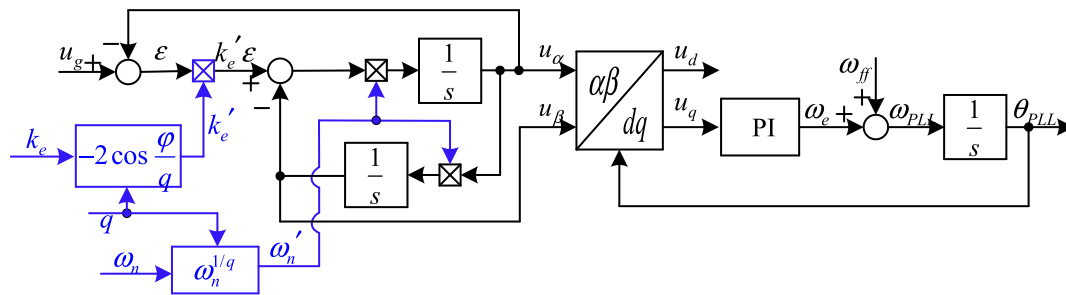 u_g + − ε k_e′ε + − 1/s u_α αβ u_d ω_ff
u_β dq u_q PI ω_e + + ω_PLL 1/s θ_PLL
k_e −2cos φ/q k_e′ 1/s
q
ω_n ω_n^{1/q} ω_n′